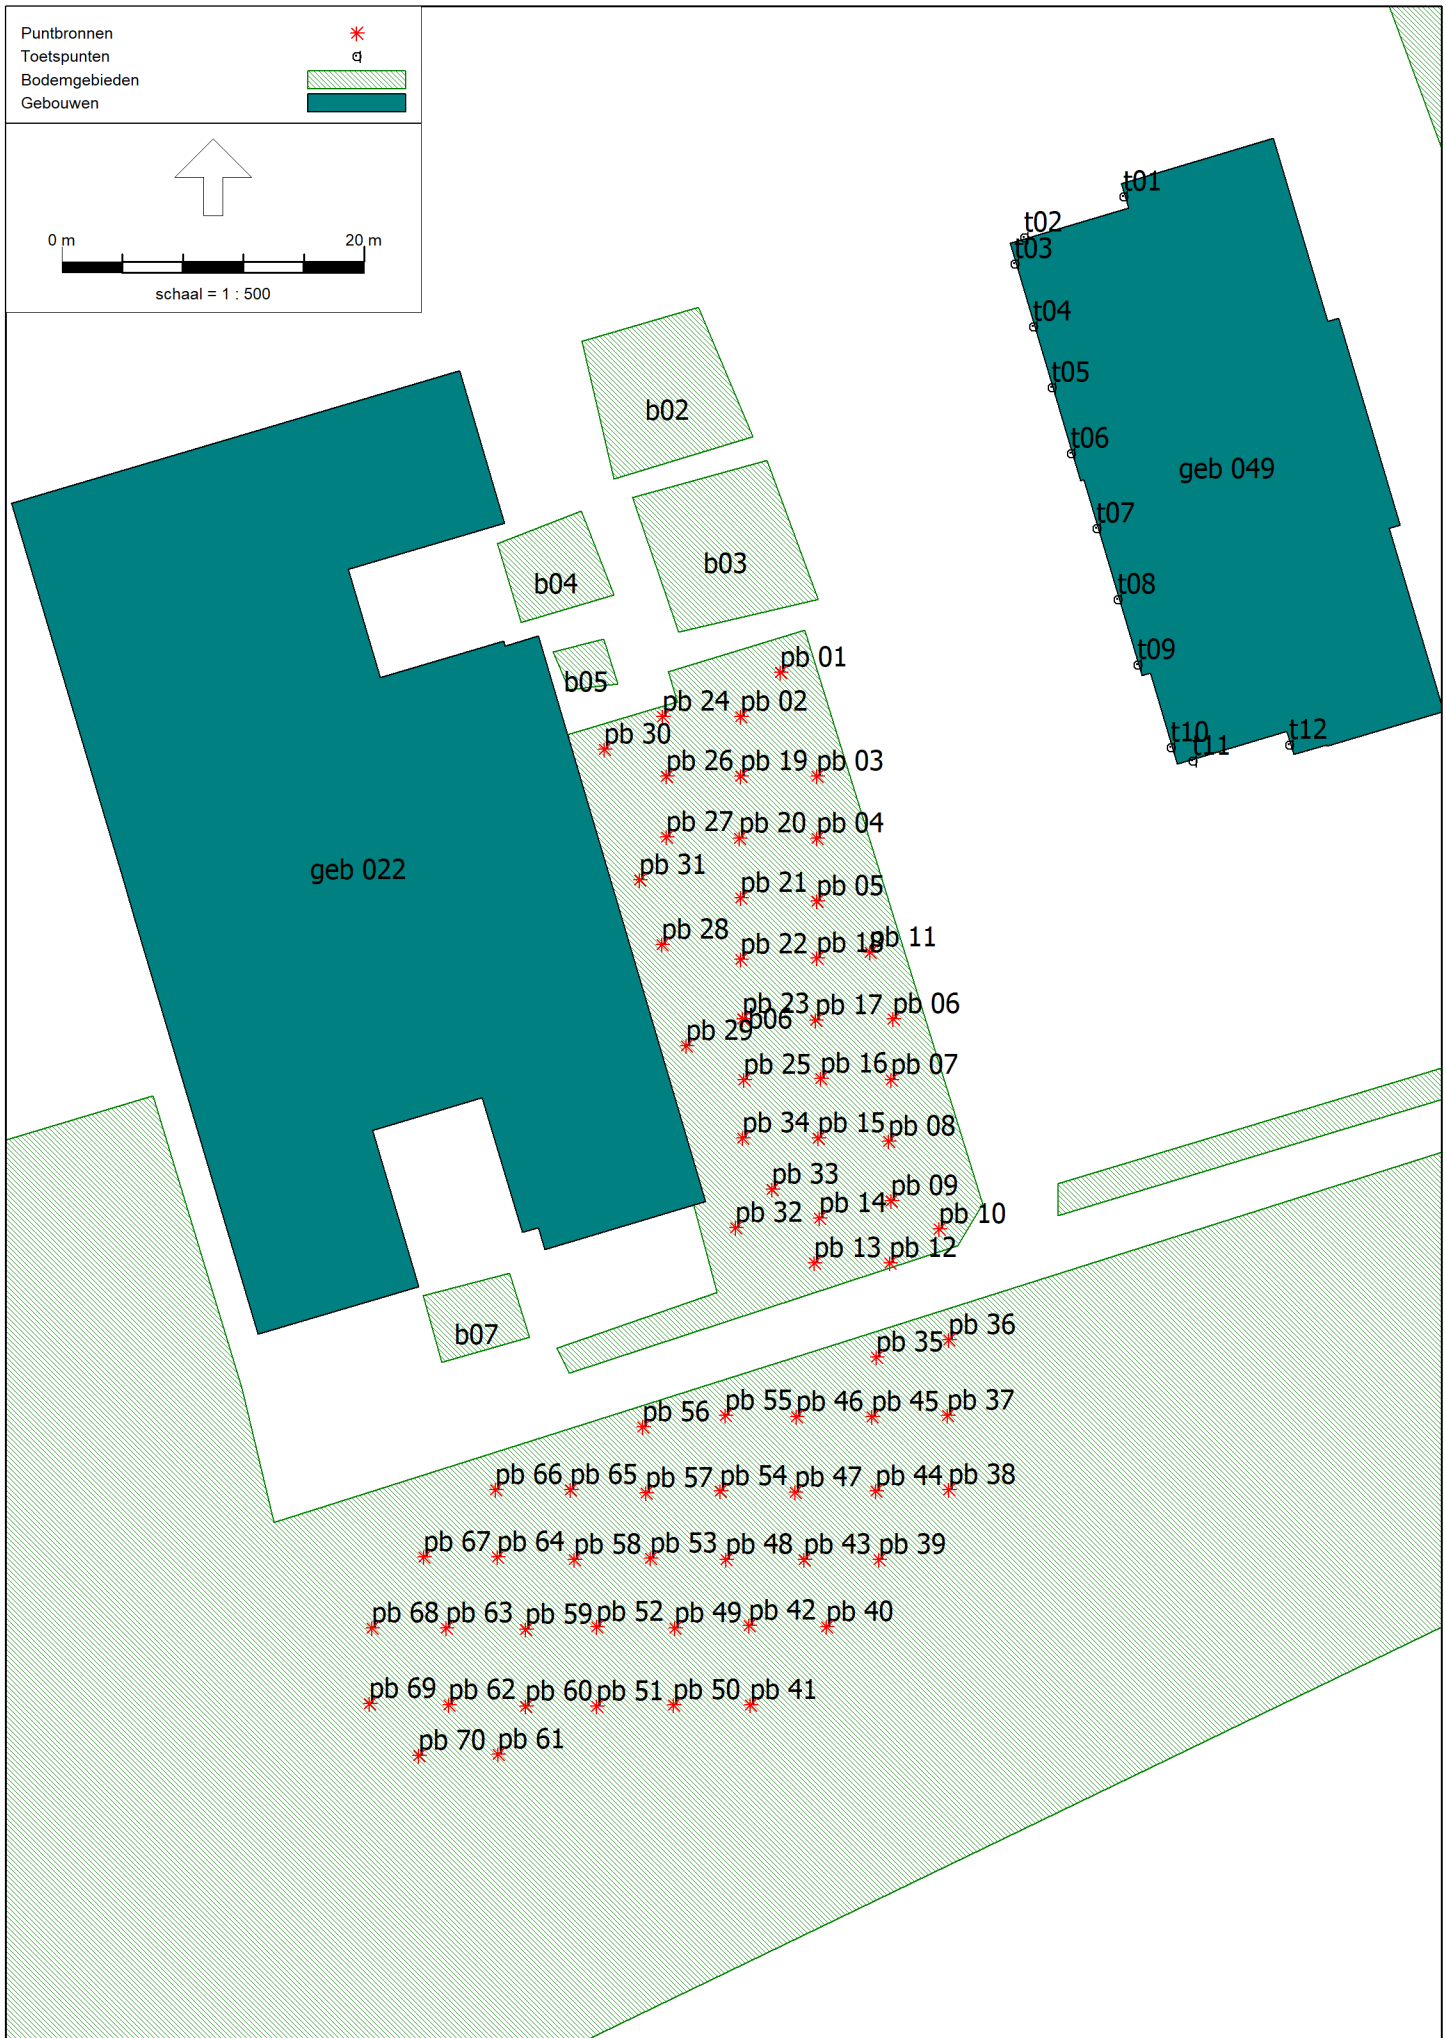 Puntbronnen
Toetspunten
Bodemgebieden
Gebouwen
0 m 20 m
schaal = 1 : 500
t01
t02
t03
t04
t05
t06
t07
t08
t09
t10
t11
t12
geb 049
b02
b03
b04
b05
geb 022
pb 01
pb 24 pb 02
pb 30
pb 26 pb 19 pb 03
pb 27 pb 20 pb 04
pb 31
pb 21 pb 05
pb 28 pb 22 pb 18 pb 11
pb 23 pb 17 pb 06
b06
pb 29
pb 25 pb 16 pb 07
pb 34 pb 15 pb 08
pb 33 pb 09
pb 32 pb 14 pb 10
pb 13 pb 12
b07
pb 35 pb 36
pb 56 pb 55 pb 46 pb 45 pb 37
pb 66 pb 65 pb 57 pb 54 pb 47 pb 44 pb 38
pb 67 pb 64 pb 58 pb 53 pb 48 pb 43 pb 39
pb 68 pb 63 pb 59 pb 52 pb 49 pb 42 pb 40
pb 69 pb 62 pb 60 pb 51 pb 50 pb 41
pb 70 pb 61